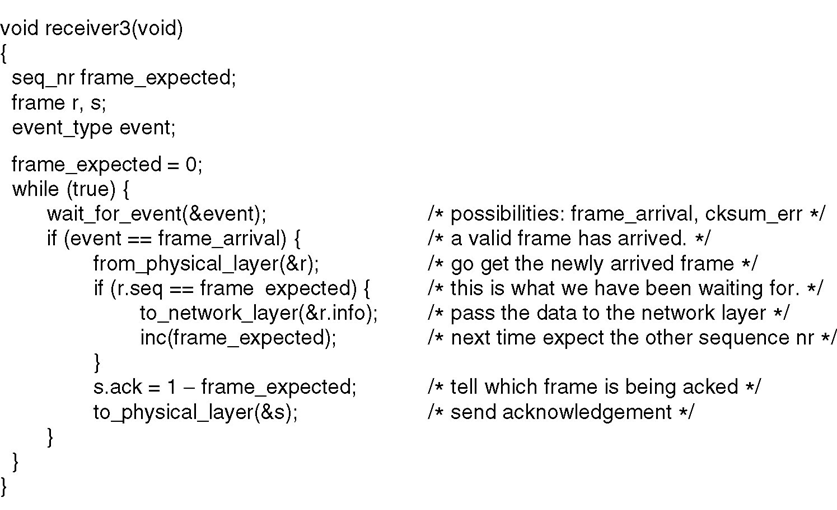 void receiver3(void)
{
seq_nr frame_expected;
frame r, s;
event_type event;
frame_expected = 0;
while (true) {
wait_for_event(&event); /* possibilities: frame_arrival, cksum_err */
if (event == frame_arrival) { /* a valid frame has arrived. */
from_physical_layer(&r); /* go get the newly arrived frame */
if (r.seq == frame expected) { /* this is what we have been waiting for. */
to_network_layer(&r.info); /* pass the data to the network layer */
inc(frame_expected); /* next time expect the other sequence nr */
}
s.ack = 1 – frame_expected; /* tell which frame is being acked */
to_physical_layer(&s); /* send acknowledgement */
}
}
}